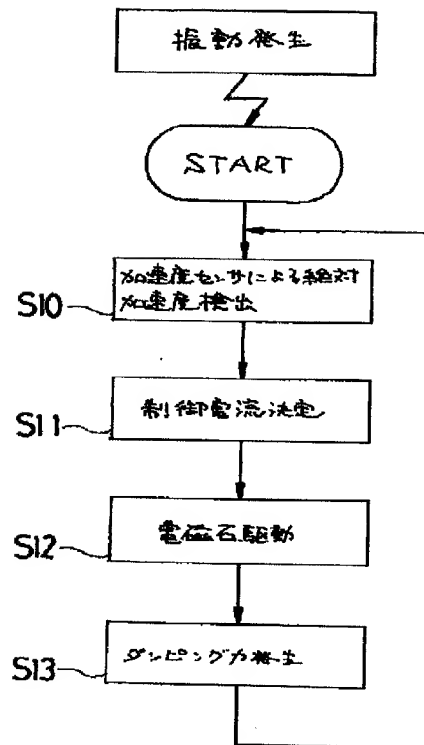 振動発生
START
加速度センサによる絶対
加速度検出
S10
制御電流決定
S11
電磁石駆動
S12
ダンピング力発生
S13